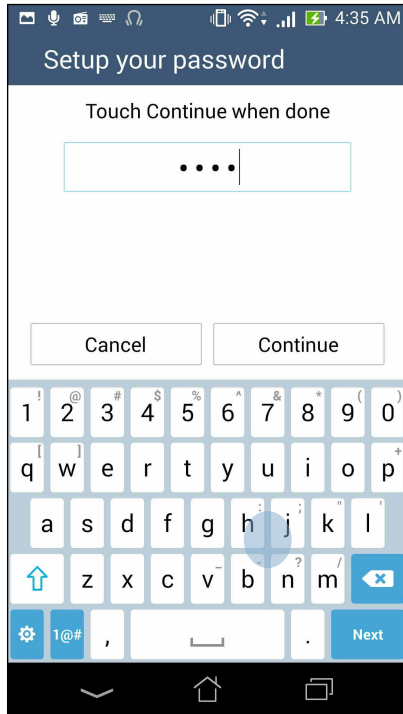 4:35 AM
Setup your password
Touch Continue when done
••••
Cancel Continue
! @ # $ % ^ & * ( )
1 2 3 4 5 6 7 8 9 0
[ ] +
q w e r t y u i o p
: ; " '
a s d f g h j k l
_ - ? /
z x c v b n m
1@# , . Next